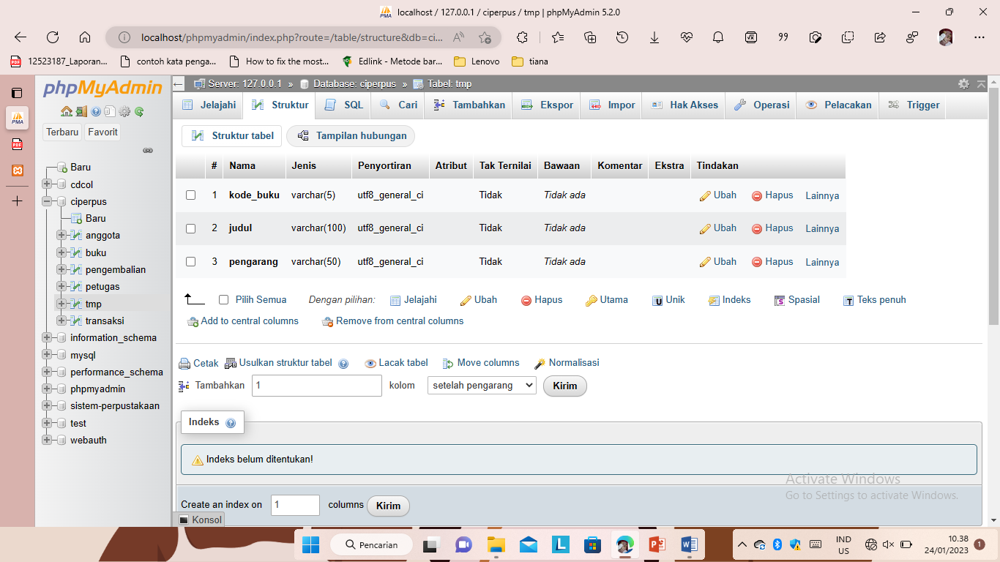 localhost / 127.0.0.1 / ciperpus / tmp | phpMyAdmin 5.2.0
localhost/phpmyadmin/index.php?route=/table/structure&db=ci...
12523187_Laporan... contoh kata penga... How to fix the most... Edlink - Metode bar... Lenovo tiana
phpMyAdmin
Terbaru Favorit
Baru
cdcol
ciperpus
Baru
anggota
buku
pengembalian
petugas
tmp
transaksi
information_schema
mysql
performance_schema
phpmyadmin
sistem-perpustakaan
test
webauth
Server: 127.0.0.1 » Database: ciperpus » Tabel: tmp
Jelajahi Struktur SQL Cari Tambahkan Ekspor Impor Hak Akses Operasi Pelacakan Trigger
Struktur tabel Tampilan hubungan
# Nama Jenis Penyortiran Atribut Tak Ternilai Bawaan Komentar Ekstra Tindakan
1 kode_buku varchar(5) utf8_general_ci Tidak Tidak ada Ubah Hapus Lainnya
2 judul varchar(100) utf8_general_ci Tidak Tidak ada Ubah Hapus Lainnya
3 pengarang varchar(50) utf8_general_ci Tidak Tidak ada Ubah Hapus Lainnya
Pilih Semua Dengan pilihan: Jelajahi Ubah Hapus Utama Unik Indeks Spasial Teks penuh
Add to central columns Remove from central columns
Cetak Usulkan struktur tabel Lacak tabel Move columns Normalisasi
Tambahkan 1 kolom setelah pengarang Kirim
Indeks
Indeks belum ditentukan!
Create an index on 1 columns Kirim
Konsol
Activate Windows
Go to Settings to activate Windows.
Pencarian
IND
US
10.38
24/01/2023
1